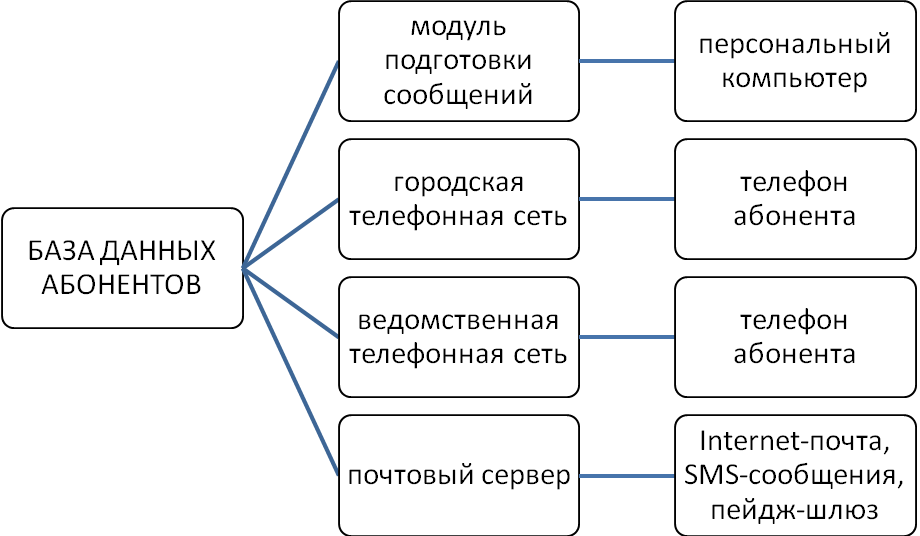 БАЗА ДАННЫХ
АБОНЕНТОВ
модуль
подготовки
сообщений
персональный
компьютер
городская
телефонная сеть
телефон
абонента
ведомственная
телефонная сеть
телефон
абонента
почтовый сервер
Internet-почта,
SMS-сообщения,
пейдж-шлюз